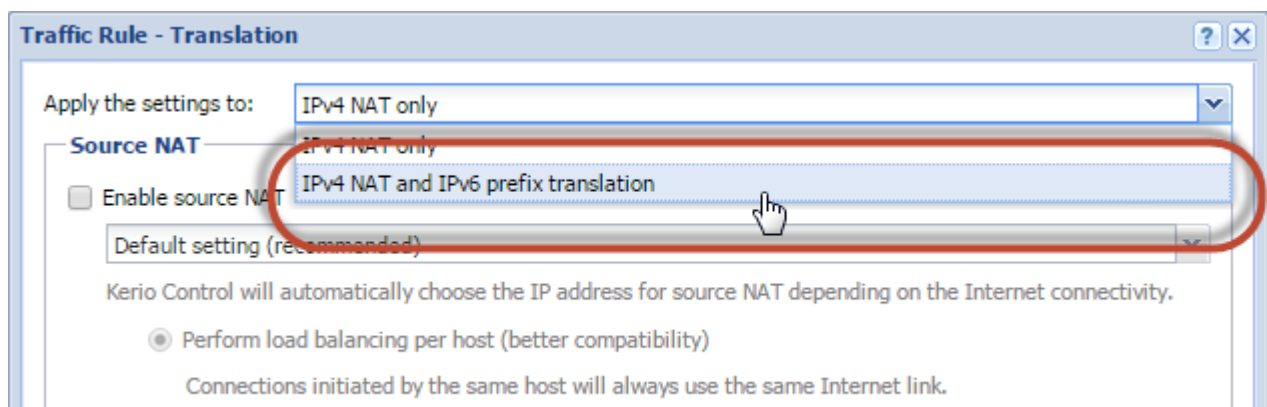 Traffic Rule - Translation
Apply the settings to: IPv4 NAT only
Source NAT IPv4 NAT only
IPv4 NAT and IPv6 prefix translation
Enable source NAT
Default setting (recommended)
Kerio Control will automatically choose the IP address for source NAT depending on the Internet connectivity.
Perform load balancing per host (better compatibility)
Connections initiated by the same host will always use the same Internet link.